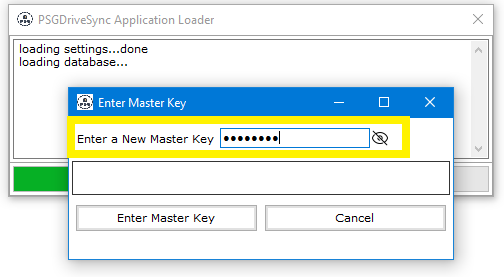 PSGDriveSync Application Loader
loading settings...done
loading database...
Enter Master Key
Enter a New Master Key ••••••••
Enter Master Key
Cancel